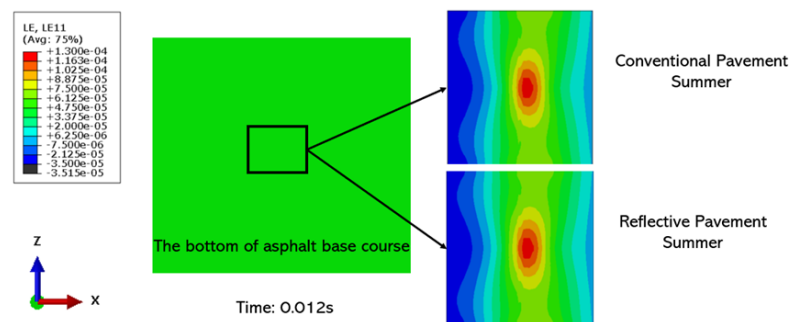 LE, LE11
(Avg: 75%)
+1.300e-04
+1.163e-04
+1.025e-04
+8.875e-05
+7.500e-05
+6.125e-05
+4.750e-05
+3.375e-05
+2.000e-05
+6.250e-06
-7.500e-06
-2.125e-05
-3.500e-05
-3.515e-05
Conventional Pavement
Summer
Reflective Pavement
Summer
The bottom of asphalt base course
Z
X
Time: 0.012s